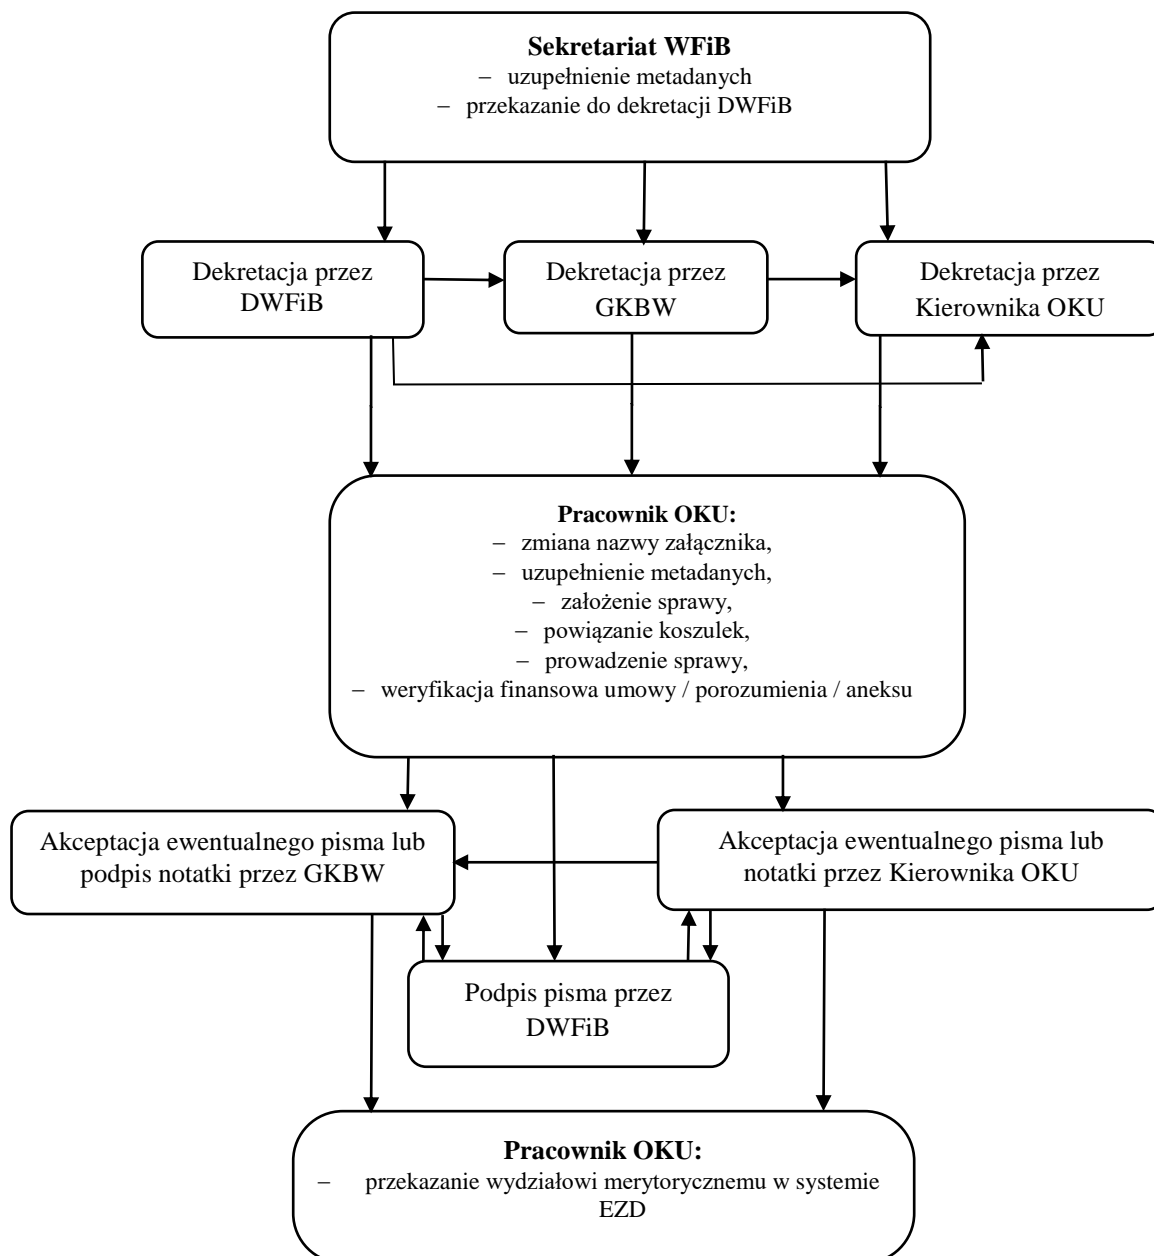 Sekretariat WFiB
– uzupełnienie metadanych
– przekazanie do dekretacji DWFiB
Dekretacja przez
DWFiB
Dekretacja przez
GKBW
Dekretacja przez
Kierownika OKU
Pracownik OKU:
– zmiana nazwy załącznika,
– uzupełnienie metadanych,
– założenie sprawy,
– powiązanie koszulek,
– prowadzenie sprawy,
– weryfikacja finansowa umowy / porozumienia / aneksu
Akceptacja ewentualnego pisma lub
podpis notatki przez GKBW
Akceptacja ewentualnego pisma lub
notatki przez Kierownika OKU
Podpis pisma przez
DWFiB
Pracownik OKU:
– przekazanie wydziałowi merytorycznemu w systemie
EZD